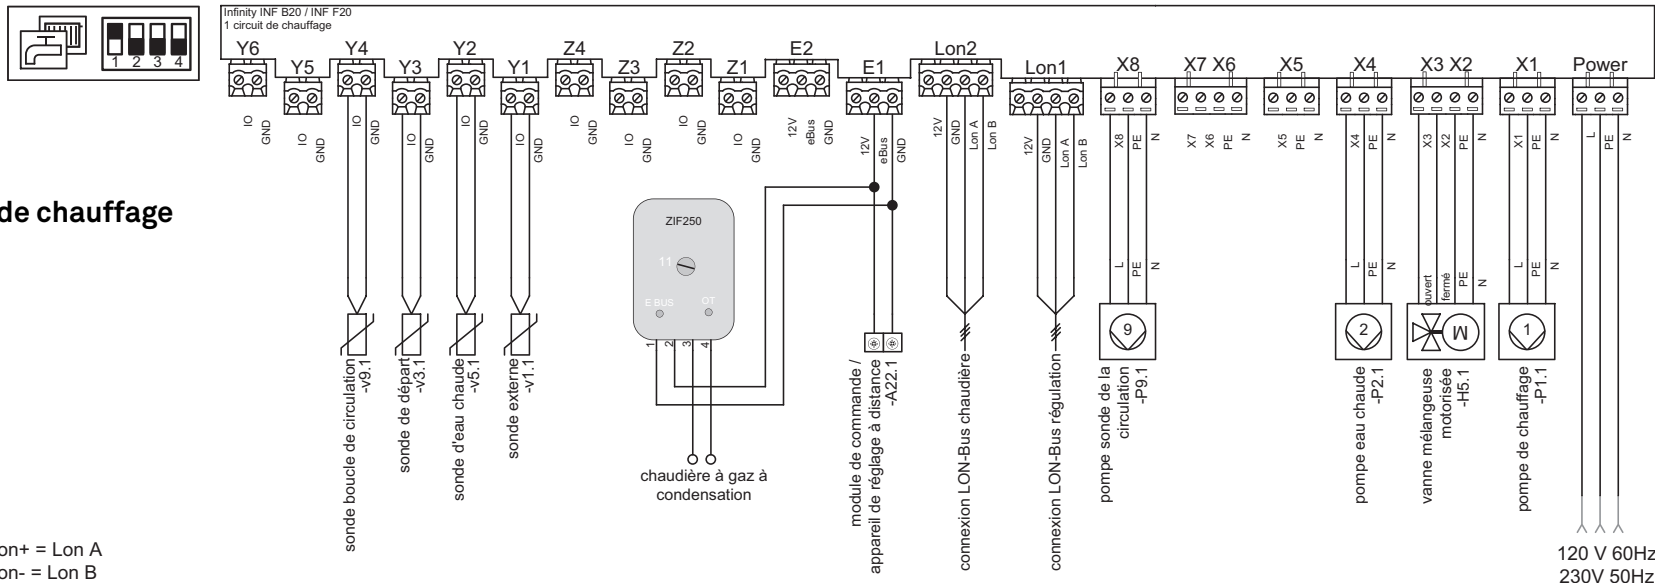 Infinity INF B20 / INF F20
1 circuit de chauffage
1 2 3 4
Y6 Y5 Y4 Y3 Y2 Y1 Z4 Z3 Z2 Z1 E2 E1 Lon2 Lon1 X8 X7 X6 X5 X4 X3 X2 X1 Power
IO GND
IO GND
IO GND
IO GND
IO GND
IO GND
IO GND
IO GND
IO GND
IO GND
12V eBus GND
12V eBus GND
12V GND Lon A Lon B
12V GND Lon A Lon B
X8 PE N
X7 X6 PE N
X5 PE N
X4 PE N
X3 X2 PE N
X1 PE N
L PE N
de chauffage
ZIF250
11
E BUS OT
1 2 3 4
L PE N
L PE N
ouvert fermé PE N
L PE N
9
2
M
1
sonde boucle de circulation
-v9.1
sonde de départ
-v3.1
sonde d'eau chaude
-v5.1
sonde externe
-v1.1
chaudière à gaz à
condensation
module de commande /
appareil de réglage à distance
-A22.1
connexion LON-Bus chaudière
connexion LON-Bus régulation
pompe sonde de la
circulation
-P9.1
pompe eau chaude
-P2.1
vanne mélangeuse
motorisée
-H5.1
pompe de chauffage
-P1.1
120 V 60Hz
230V 50Hz
on+ = Lon A
on- = Lon B